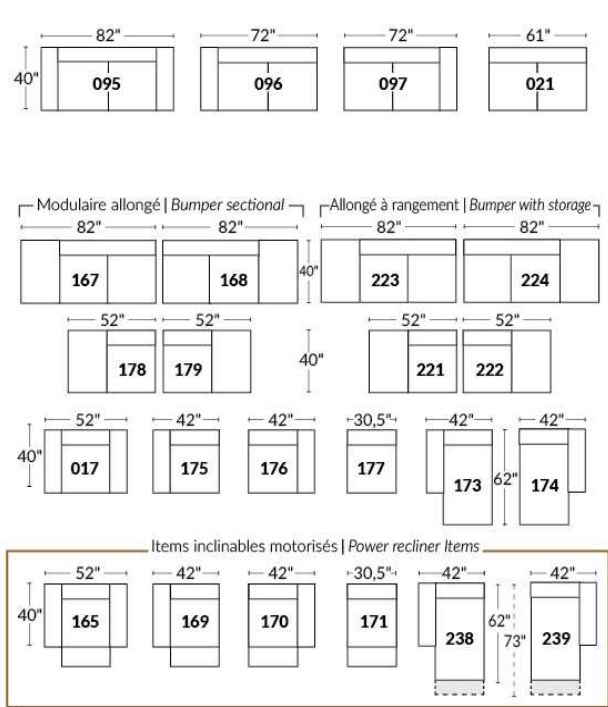 82" 72" 72" 61"
40" 095 096 097 021
Modulaire allongé | Bumper sectional Allongé à rangement | Bumper with storage
82" 82" 82" 82"
167 168 40" 223 224
52" 52" 52" 52"
178 179 40" 221 222
52" 42" 42" 30,5" 42" 42"
40" 017 175 176 177 173 62" 174
Items inclinables motorisés | Power recliner Items
52" 42" 42" 30,5" 42" 42"
40" 165 169 170 171 238 62" 73" 239